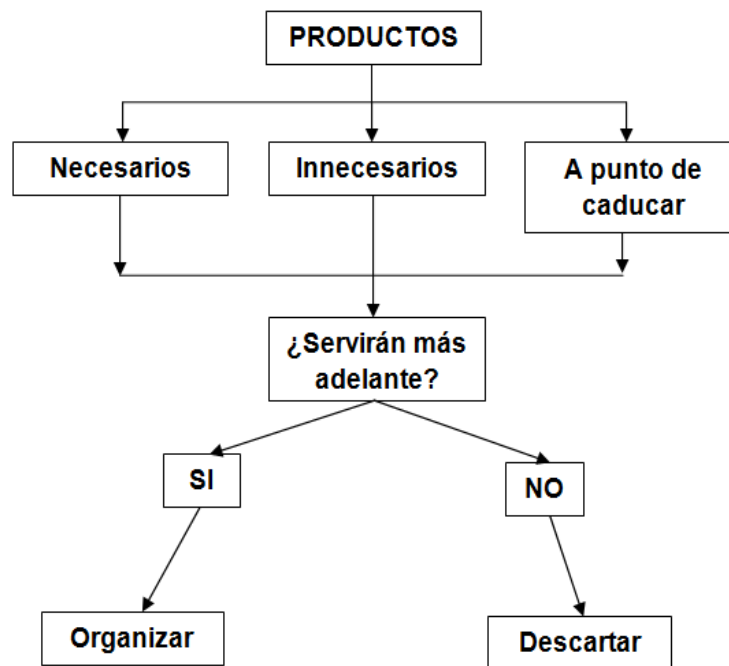 PRODUCTOS
Necesarios
Innecesarios
A punto de
caducar
¿Servirán más
adelante?
SI
NO
Organizar
Descartar